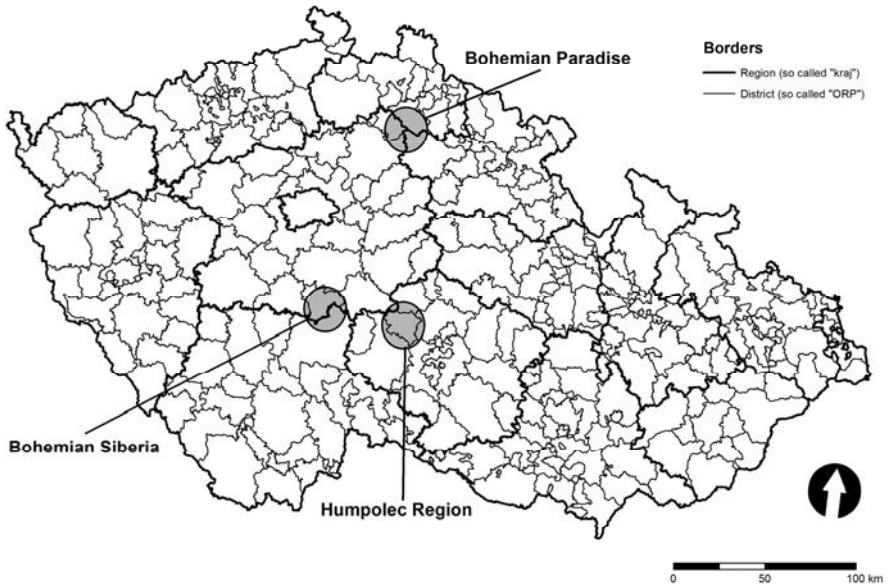 Bohemian Paradise
Borders
Region (so called "kraj")
District (so called "ORP")
Bohemian Siberia
Humpolec Region
0 50 100 km